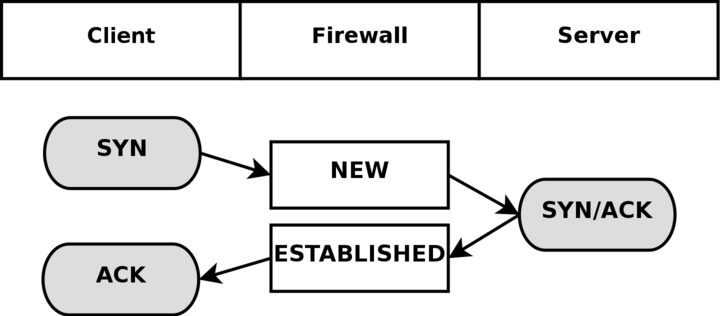 Client
Firewall
Server
SYN
NEW
SYN/ACK
ESTABLISHED
ACK